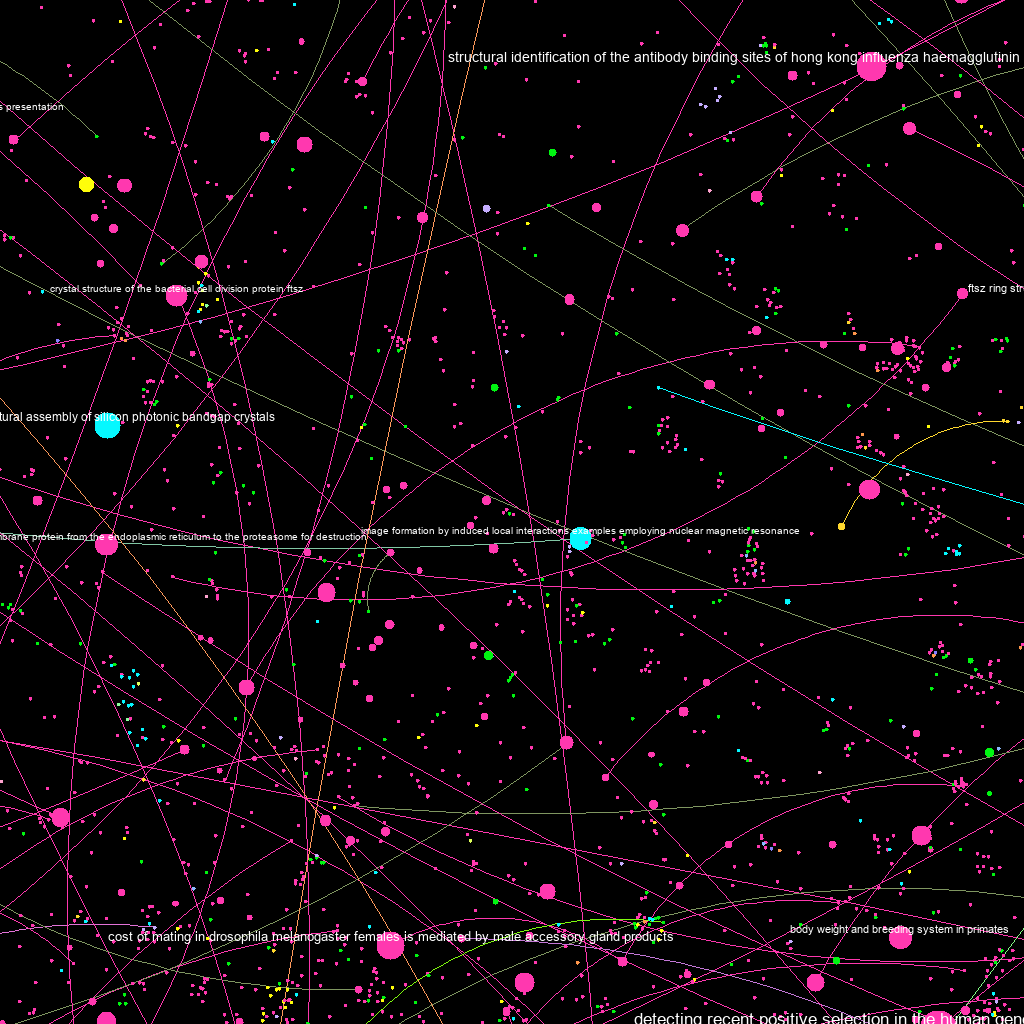 structural identification of the antibody binding sites of hong kong influenza haemagglutinin
s presentation
crystal structure of the bacterial cell division protein ftsz
ftsz ring str
tural assembly of silicon photonic bandgap crystals
image formation by induced local interactions examples employing nuclear magnetic resonance
mbrane protein from the endoplasmic reticulum to the proteasome for destruction
body weight and breeding system in primates
cost of mating in drosophila melanogaster females is mediated by male accessory gland products
detecting recent positive selection in the human gen